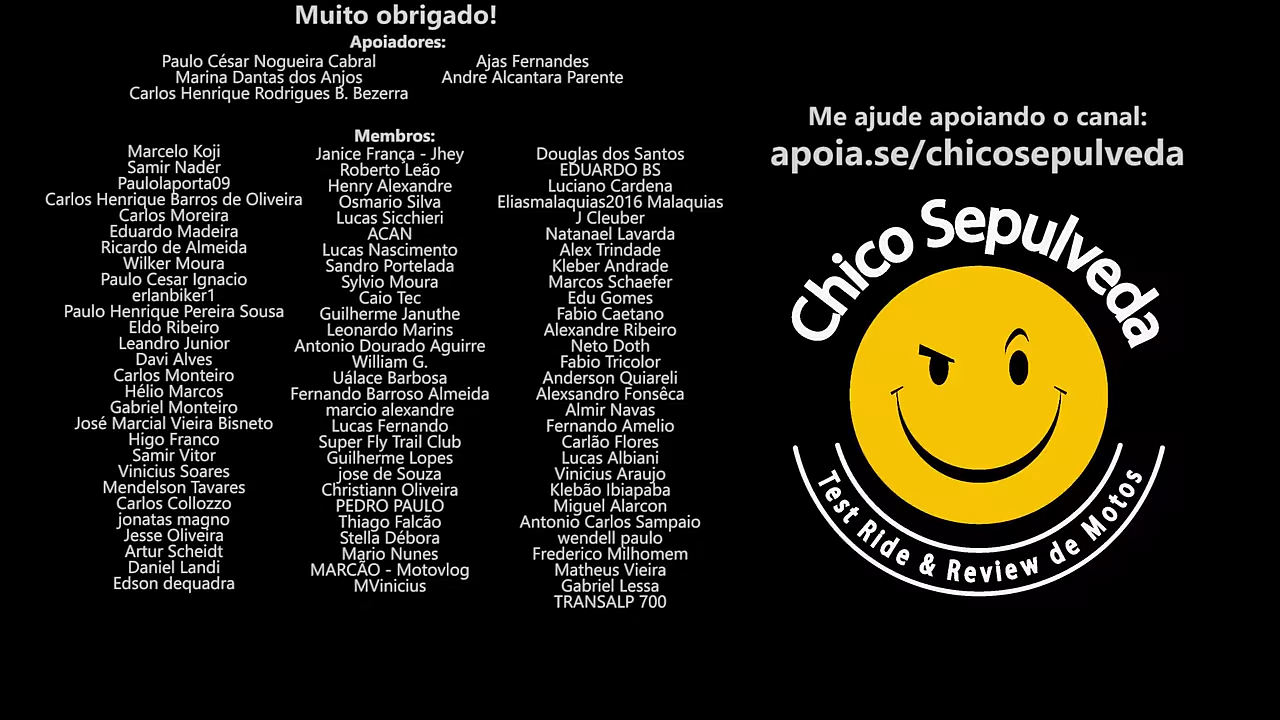 Muito obrigado!
Apoiadores:
Paulo César Nogueira Cabral
Marina Dantas dos Anjos
Carlos Henrique Rodrigues B. Bezerra
Ajas Fernandes
Andre Alcantara Parente
Membros:
Marcelo Koji
Samir Nader
Paulolaporta09
Carlos Henrique Barros de Oliveira
Carlos Moreira
Eduardo Madeira
Ricardo de Almeida
Wilker Moura
Paulo Cesar Ignacio
erlanbiker1
Paulo Henrique Pereira Sousa
Eldo Ribeiro
Leandro Junior
Davi Alves
Carlos Monteiro
Hélio Marcos
Gabriel Monteiro
José Marcial Vieira Bisneto
Higo Franco
Samir Vitor
Vinicius Soares
Mendelson Tavares
Carlos Collozzo
jonatas magno
Jesse Oliveira
Artur Scheidt
Daniel Landi
Edson dequadra
Janice França - Jhey
Roberto Leão
Henry Alexandre
Osmario Silva
Lucas Sicchieri
ACAN
Lucas Nascimento
Sandro Portelada
Sylvio Moura
Caio Tec
Guilherme Januthe
Leonardo Marins
Antonio Dourado Aguirre
William G.
Uálace Barbosa
Fernando Barroso Almeida
marcio alexandre
Lucas Fernando
Super Fly Trail Club
Guilherme Lopes
jose de Souza
Christiann Oliveira
PEDRO PAULO
Thiago Falcão
Stella Débora
Mario Nunes
MARCÃO - Motovlog
MVinicius
Douglas dos Santos
EDUARDO BS
Luciano Cardena
Eliasmalaquias2016 Malaquias
J Cleuber
Natanael Lavarda
Alex Trindade
Kleber Andrade
Marcos Schaefer
Edu Gomes
Fabio Caetano
Alexandre Ribeiro
Neto Doth
Fabio Tricolor
Anderson Quiareli
Alexsandro Fonsêca
Almir Navas
Fernando Amelio
Carlão Flores
Lucas Albiani
Vinicius Araujo
Klebão Ibiapaba
Miguel Alarcon
Antonio Carlos Sampaio
wendell paulo
Frederico Milhomem
Matheus Vieira
Gabriel Lessa
TRANSALP 700
Me ajude apoiando o canal:
apoia.se/chicosepulveda
Chico Sepulveda
Test Ride & Review de Motos